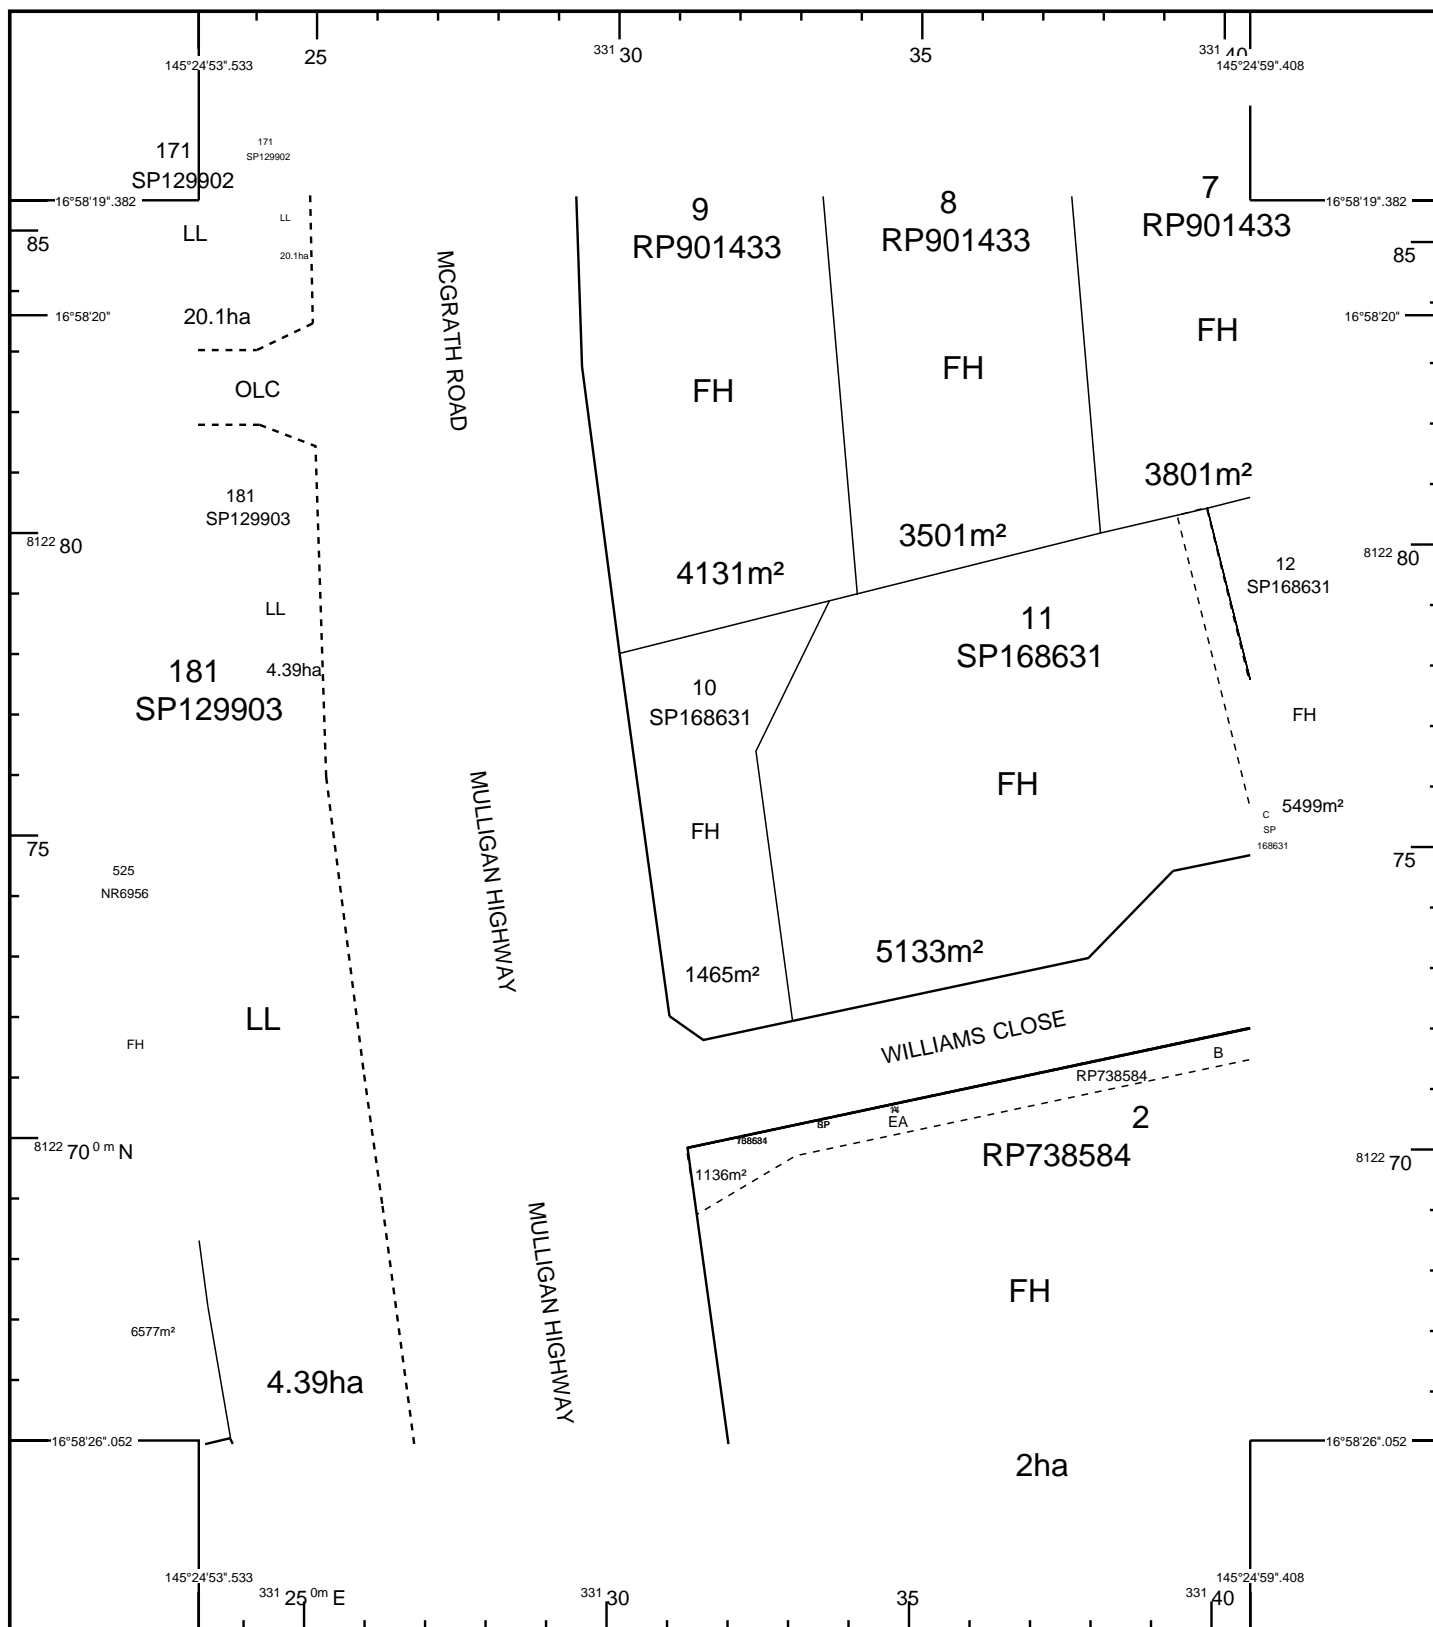 25
331 30
35
331 40
145°24'53".533
145°24'59".408
171
SP129902
171
SP129902
16°58'19".382
16°58'19".382
LL
LL
85
85
20.1ha
20.1ha
16°58'20"
16°58'20"
OLC
MCGRATH ROAD
9
RP901433
FH
4131m²
8
RP901433
FH
3501m²
7
RP901433
FH
3801m²
181
SP129903
LL
4.39ha
8122 80
8122 80
12
SP168631
FH
5499m²
C
SP
168631
11
SP168631
FH
5133m²
10
SP168631
FH
1465m²
181
SP129903
LL
4.39ha
MULLIGAN HIGHWAY
75
75
525
NR6956
FH
6577m²
WILLIAMS CLOSE
B
RP738584
EA
1136m²
2
RP738584
FH
2ha
8122 70 0 m N
8122 70
MULLIGAN HIGHWAY
16°58'26".052
16°58'26".052
145°24'53".533
145°24'59".408
331 25 0m E
331 30
35
331 40